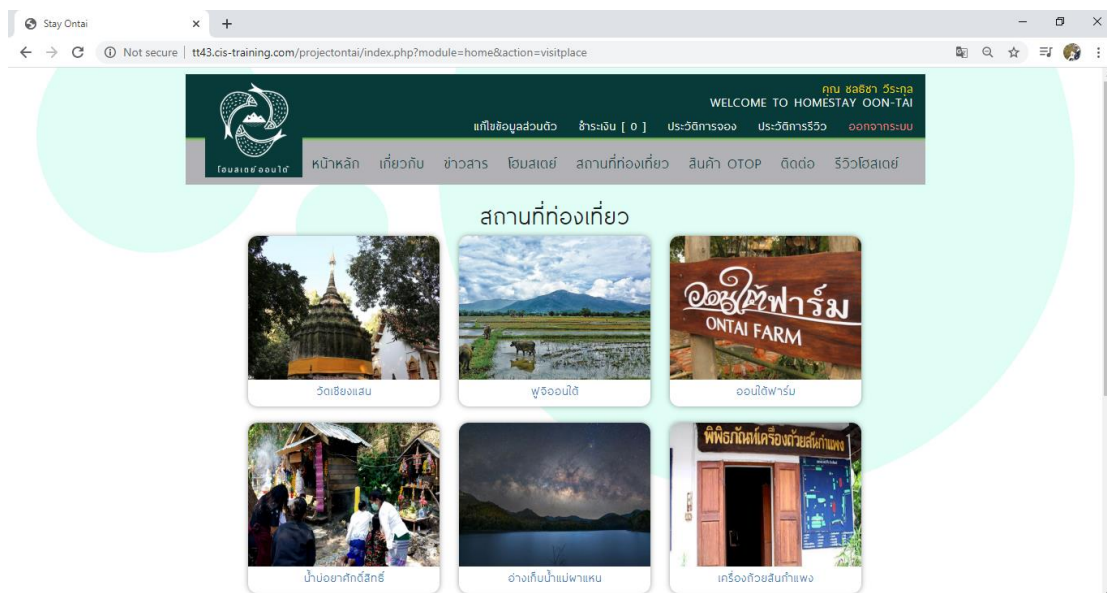 Stay Ontai
Not secure | tt43.cis-training.com/projectontai/index.php?module=home&action=visitplace
คุณ ชลธิชา วีระกุล
WELCOME TO HOMESTAY OON-TAI
แก้ไขข้อมูลส่วนตัว ชำระเงิน [ 0 ] ประวัติการจอง ประวัติการรีวิว ออกจากระบบ
โฮมสเตย์ออนใต้
หน้าหลัก เกี่ยวกับ ข่าวสาร โฮมสเตย์ สถานที่ท่องเที่ยว สินค้า OTOP ติดต่อ รีวิวโฮสเตย์
สถานที่ท่องเที่ยว
ออนใต้ฟาร์ม
ONTAI FARM
วัดเชียงแสน ฟูจิออนใต้ ออนใต้ฟาร์ม
พิพิธภัณฑ์เครื่องถ้วยสันกำแพง
น้ำบ่อยาศักดิ์สิทธิ์ อ่างเก็บน้ำแม่ผาแหน เครื่องถ้วยสันกำแพง